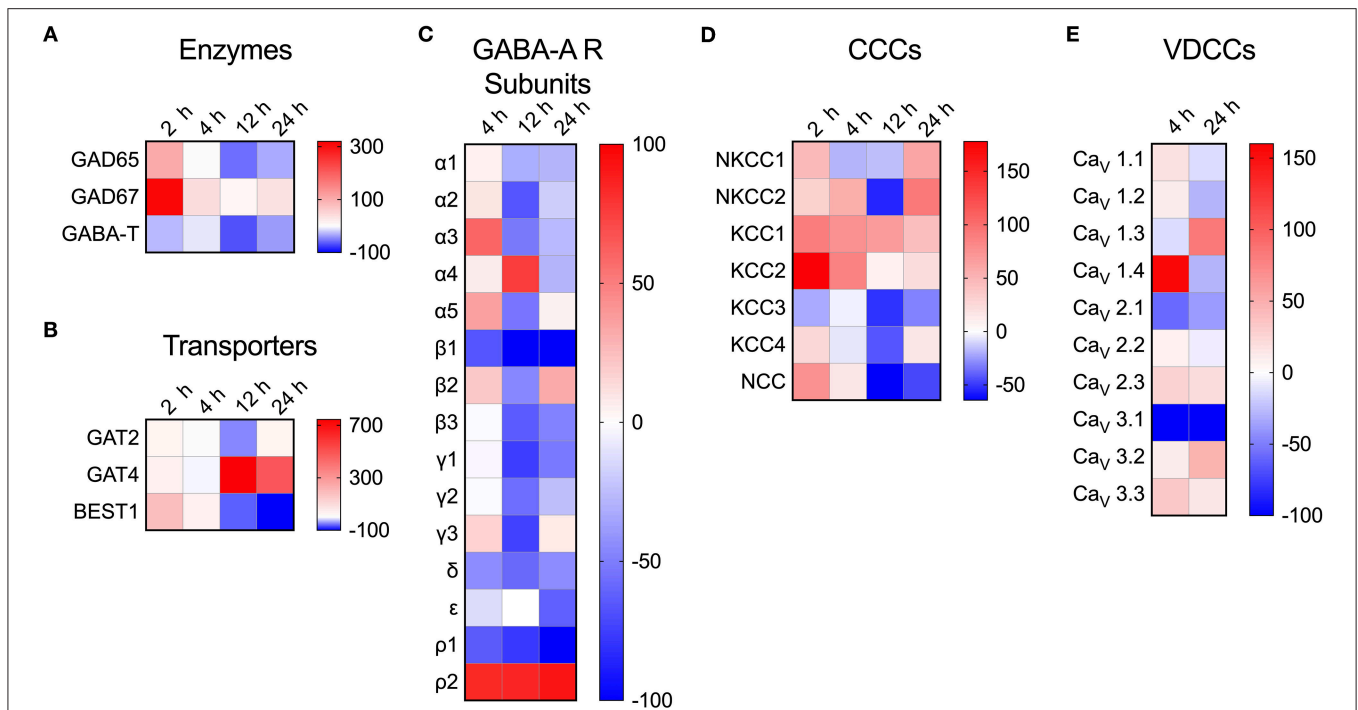 A
Enzymes
2 h 4 h 12 h 24 h
GAD65
GAD67
GABA-T
300
100
-100
B
Transporters
2 h 4 h 12 h 24 h
GAT2
GAT4
BEST1
700
300
-100
C
GABA-A R
Subunits
4 h 12 h 24 h
α1
α2
α3
α4
α5
β1
β2
β3
γ1
γ2
γ3
δ
ε
ρ1
ρ2
100
50
0
-50
-100
D
CCCs
2 h 4 h 12 h 24 h
NKCC1
NKCC2
KCC1
KCC2
KCC3
KCC4
NCC
150
100
50
0
-50
E
VDCCs
4 h 24 h
Cav 1.1
Cav 1.2
Cav 1.3
Cav 1.4
Cav 2.1
Cav 2.2
Cav 2.3
Cav 3.1
Cav 3.2
Cav 3.3
150
100
50
0
-50
-100